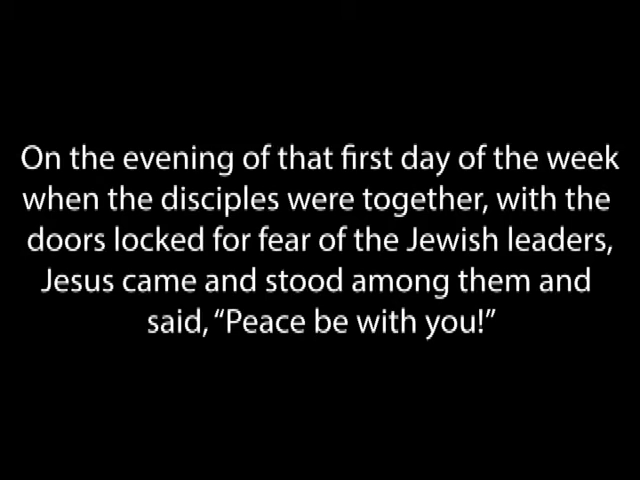 On the evening of that first day of the week
when the disciples were together, with the
doors locked for fear of the Jewish leaders,
Jesus came and stood among them and
said, “Peace be with you!”